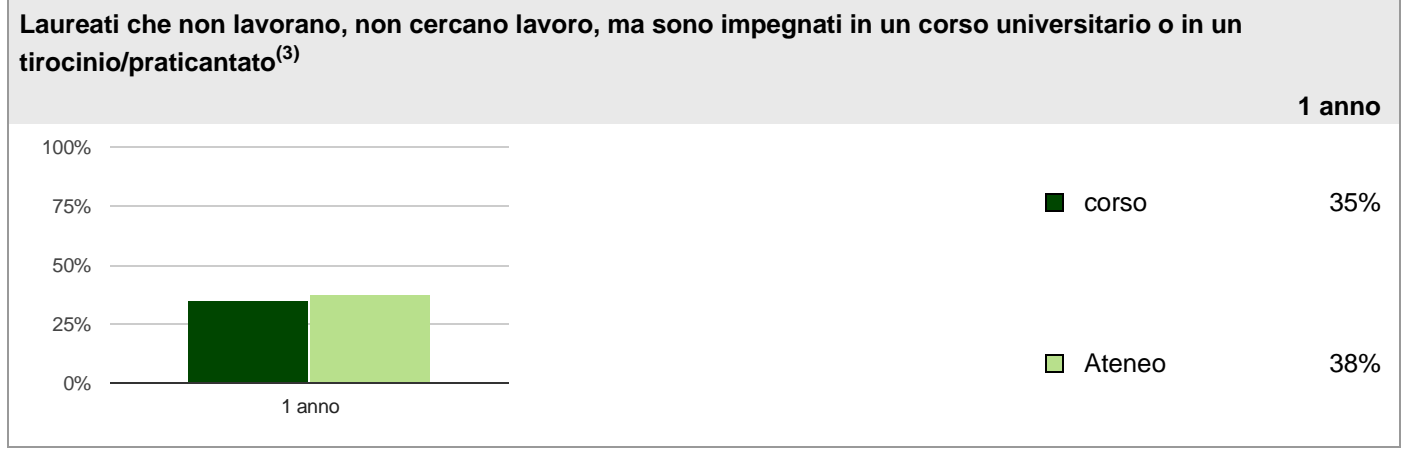 Laureati che non lavorano, non cercano lavoro, ma sono impegnati in un corso universitario o in un
tirocinio/praticantato(3)
1 anno
100%
75%
50%
25%
0%
1 anno
corso 35%
Ateneo 38%